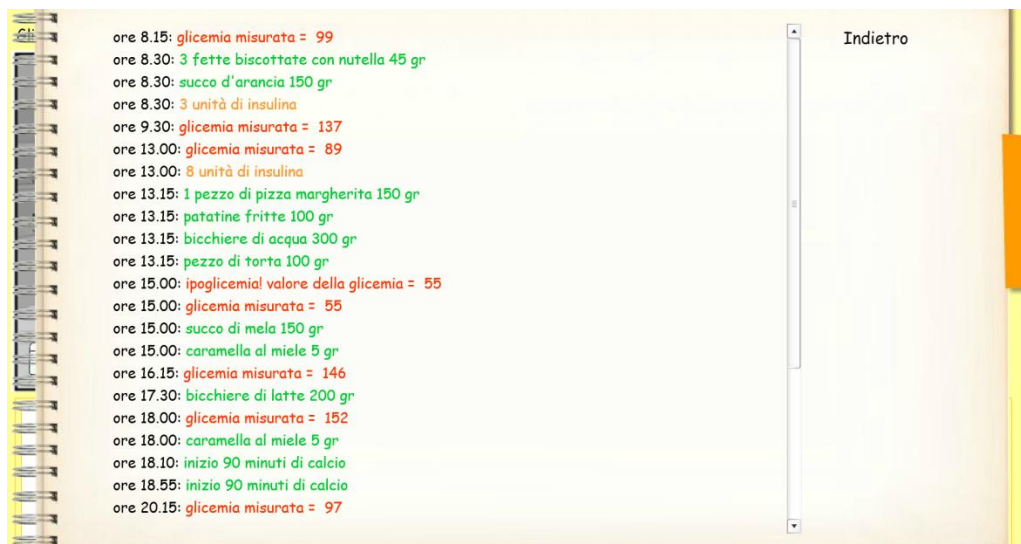 ore 8.15: glicemia misurata = 99
ore 8.30: 3 fette biscottate con nutella 45 gr
ore 8.30: succo d'arancia 150 gr
ore 8.30: 3 unità di insulina
ore 9.30: glicemia misurata = 137
ore 13.00: glicemia misurata = 89
ore 13.00: 8 unità di insulina
ore 13.15: 1 pezzo di pizza margherita 150 gr
ore 13.15: patatine fritte 100 gr
ore 13.15: bicchiere di acqua 300 gr
ore 13.15: pezzo di torta 100 gr
ore 15.00: ipoglicemia! valore della glicemia = 55
ore 15.00: glicemia misurata = 55
ore 15.00: succo di mela 150 gr
ore 15.00: caramella al miele 5 gr
ore 16.15: glicemia misurata = 146
ore 17.30: bicchiere di latte 200 gr
ore 18.00: glicemia misurata = 152
ore 18.00: caramella al miele 5 gr
ore 18.10: inizio 90 minuti di calcio
ore 18.55: inizio 90 minuti di calcio
ore 20.15: glicemia misurata = 97
Indietro